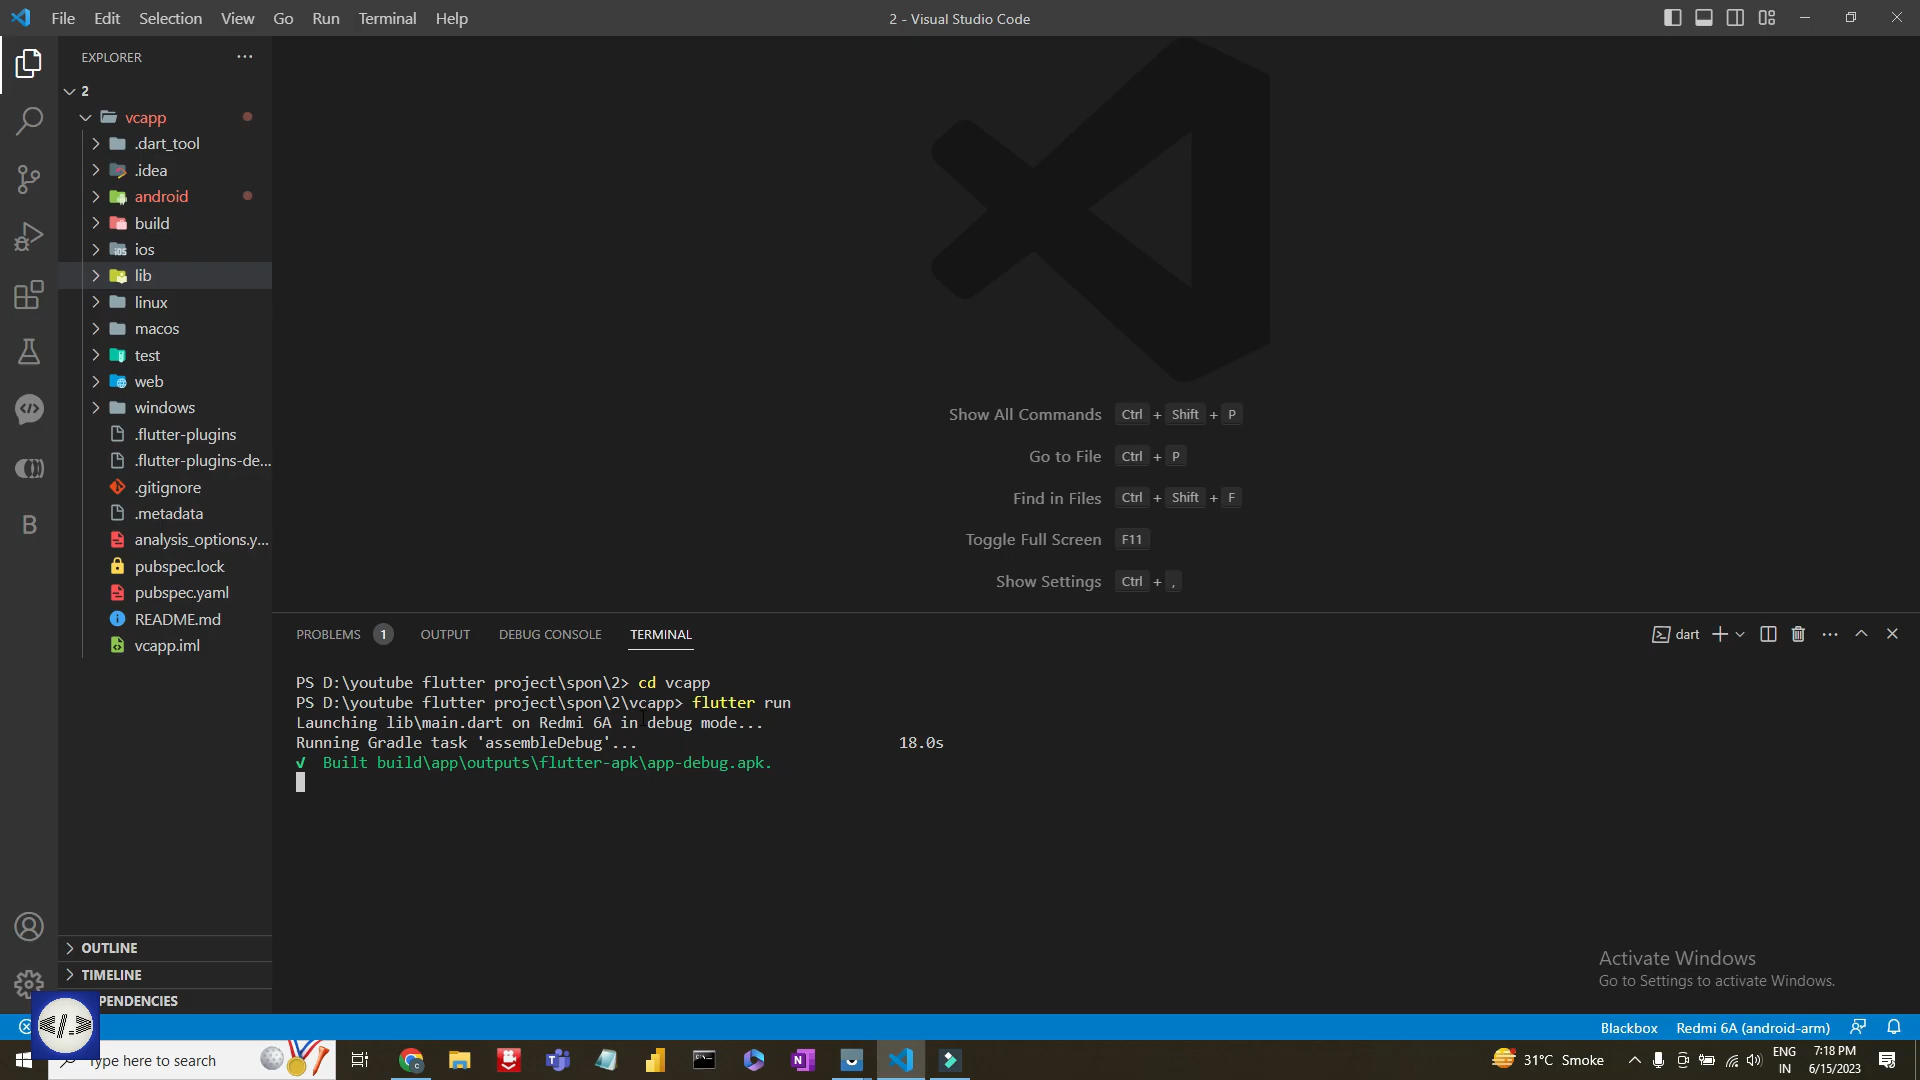 File Edit Selection View Go Run Terminal Help
2 - Visual Studio Code
EXPLORER
2
vcapp
.dart_tool
.idea
android
build
ios
lib
linux
macos
test
web
windows
.flutter-plugins
.flutter-plugins-de...
.gitignore
.metadata
analysis_options.y...
pubspec.lock
pubspec.yaml
README.md
vcapp.iml
OUTLINE
TIMELINE
PENDENCIES
B
Show All Commands Ctrl + Shift + P
Go to File Ctrl + P
Find in Files Ctrl + Shift + F
Toggle Full Screen F11
Show Settings Ctrl + ,
PROBLEMS 1 OUTPUT DEBUG CONSOLE TERMINAL
dart
PS D:\youtube flutter project\spon\2> cd vcapp
PS D:\youtube flutter project\spon\2\vcapp> flutter run
Launching lib\main.dart on Redmi 6A in debug mode...
Running Gradle task 'assembleDebug'... 18.0s
√ Built build\app\outputs\flutter-apk\app-debug.apk.
Activate Windows
Go to Settings to activate Windows.
</>
Blackbox Redmi 6A (android-arm)
Type here to search
31°C Smoke
ENG
IN
7:18 PM
6/15/2023